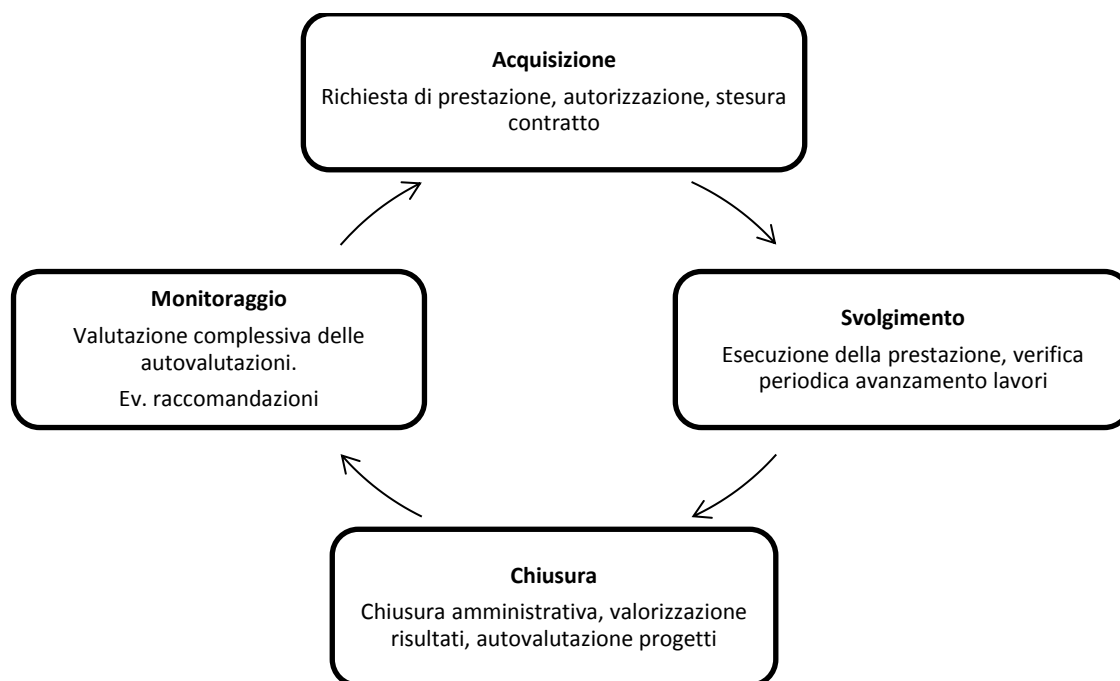 Acquisizione
Richiesta di prestazione, autorizzazione, stesura
contratto
Monitoraggio
Valutazione complessiva delle
autovalutazioni.
Ev. raccomandazioni
Svolgimento
Esecuzione della prestazione, verifica
periodica avanzamento lavori
Chiusura
Chiusura amministrativa, valorizzazione
risultati, autovalutazione progetti